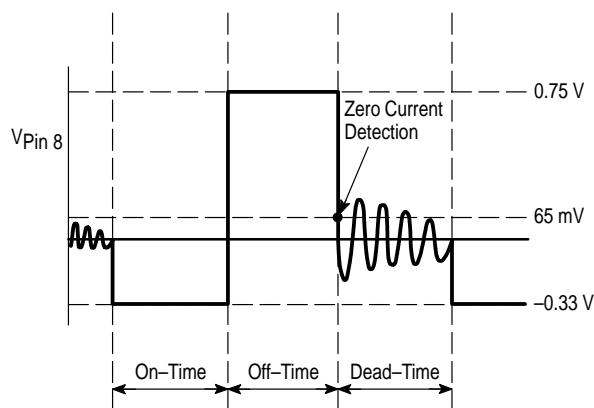 0.75 V
Zero Current
Detection
VPin 8
65 mV
–0.33 V
On–Time
Off–Time
Dead–Time